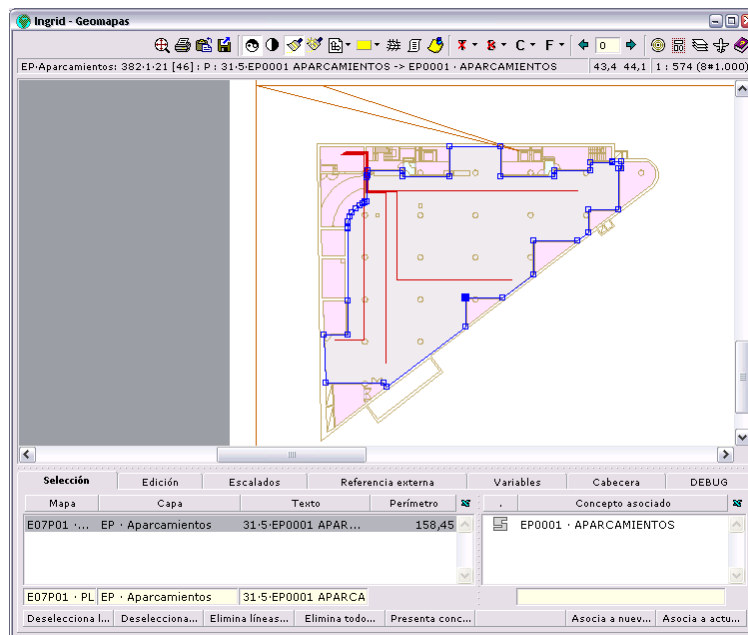 Ingrid - Geomapas
0
EP·Aparcamientos: 382·1·21 [46] : P : 31·5·EP0001 APARCAMIENTOS -> EP0001 · APARCAMIENTOS 43,4 44,1 1 : 574 (8#1.000)
Selección Edición Escalados Referencia externa Variables Cabecera DEBUG
Mapa Capa Texto Perímetro . Concepto asociado
E07P01 ·... EP · Aparcamientos 31·5·EP0001 APAR... 158,45 EP0001 · APARCAMIENTOS
E07P01 · PL EP · Aparcamientos 31·5·EP0001 APARCA
Deselecciona l... Deselecciona... Elimina líneas... Elimina todo... Presenta conc... Asocia a nuev... Asocia a actu...